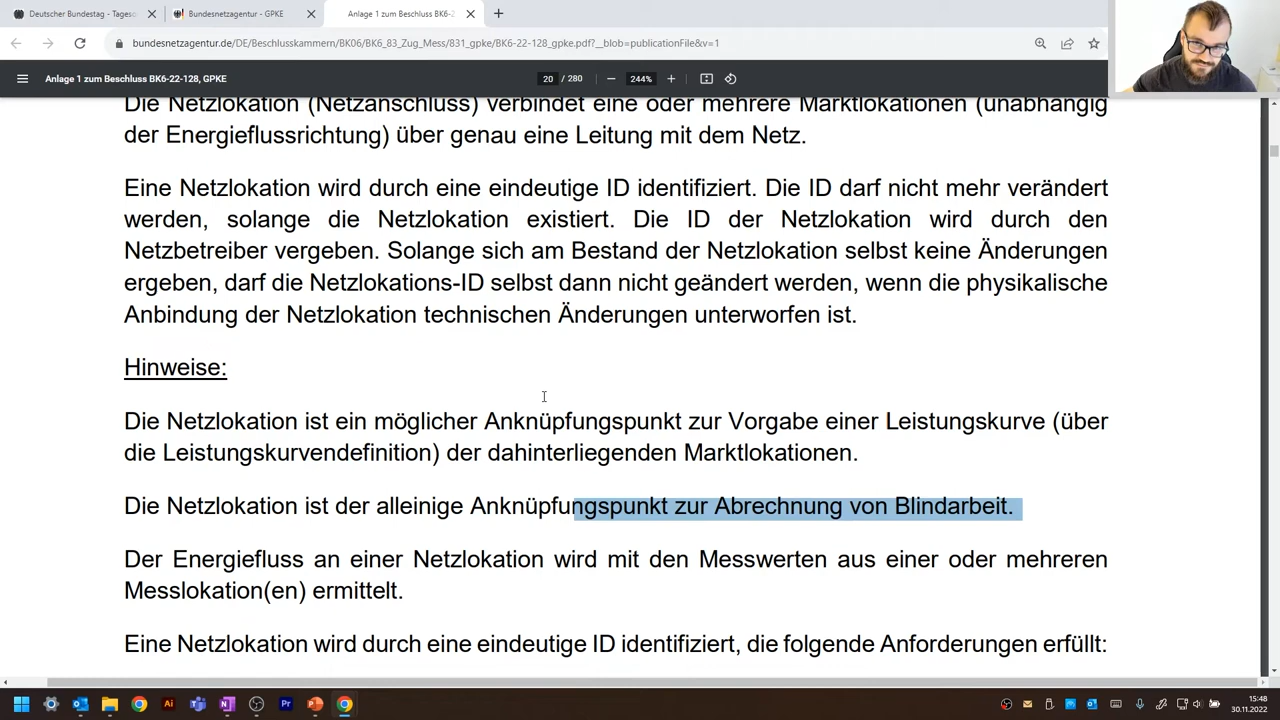 Deutscher Bundestag - Tageso
Bundesnetzagentur - GPKE
Anlage 1 zum Beschluss BK6-2
bundesnetzagentur.de/DE/Beschlusskammern/BK06/BK6_83_Zug_Mess/831_gpke/BK6-22-128_gpke.pdf?__blob=publicationFile&v=1
Anlage 1 zum Beschluss BK6-22-128, GPKE
20 / 280
244%
Die Netzlokation (Netzanschluss) verbindet eine oder mehrere Marktlokationen (unabhängig
der Energieflussrichtung) über genau eine Leitung mit dem Netz.
Eine Netzlokation wird durch eine eindeutige ID identifiziert. Die ID darf nicht mehr verändert
werden, solange die Netzlokation existiert. Die ID der Netzlokation wird durch den
Netzbetreiber vergeben. Solange sich am Bestand der Netzlokation selbst keine Änderungen
ergeben, darf die Netzlokations-ID selbst dann nicht geändert werden, wenn die physikalische
Anbindung der Netzlokation technischen Änderungen unterworfen ist.
Hinweise:
Die Netzlokation ist ein möglicher Anknüpfungspunkt zur Vorgabe einer Leistungskurve (über
die Leistungskurvendefinition) der dahinterliegenden Marktlokationen.
Die Netzlokation ist der alleinige Anknüpfungspunkt zur Abrechnung von Blindarbeit.
Der Energiefluss an einer Netzlokation wird mit den Messwerten aus einer oder mehreren
Messlokation(en) ermittelt.
Eine Netzlokation wird durch eine eindeutige ID identifiziert, die folgende Anforderungen erfüllt:
Ai
Pr
15:48
30.11.2022